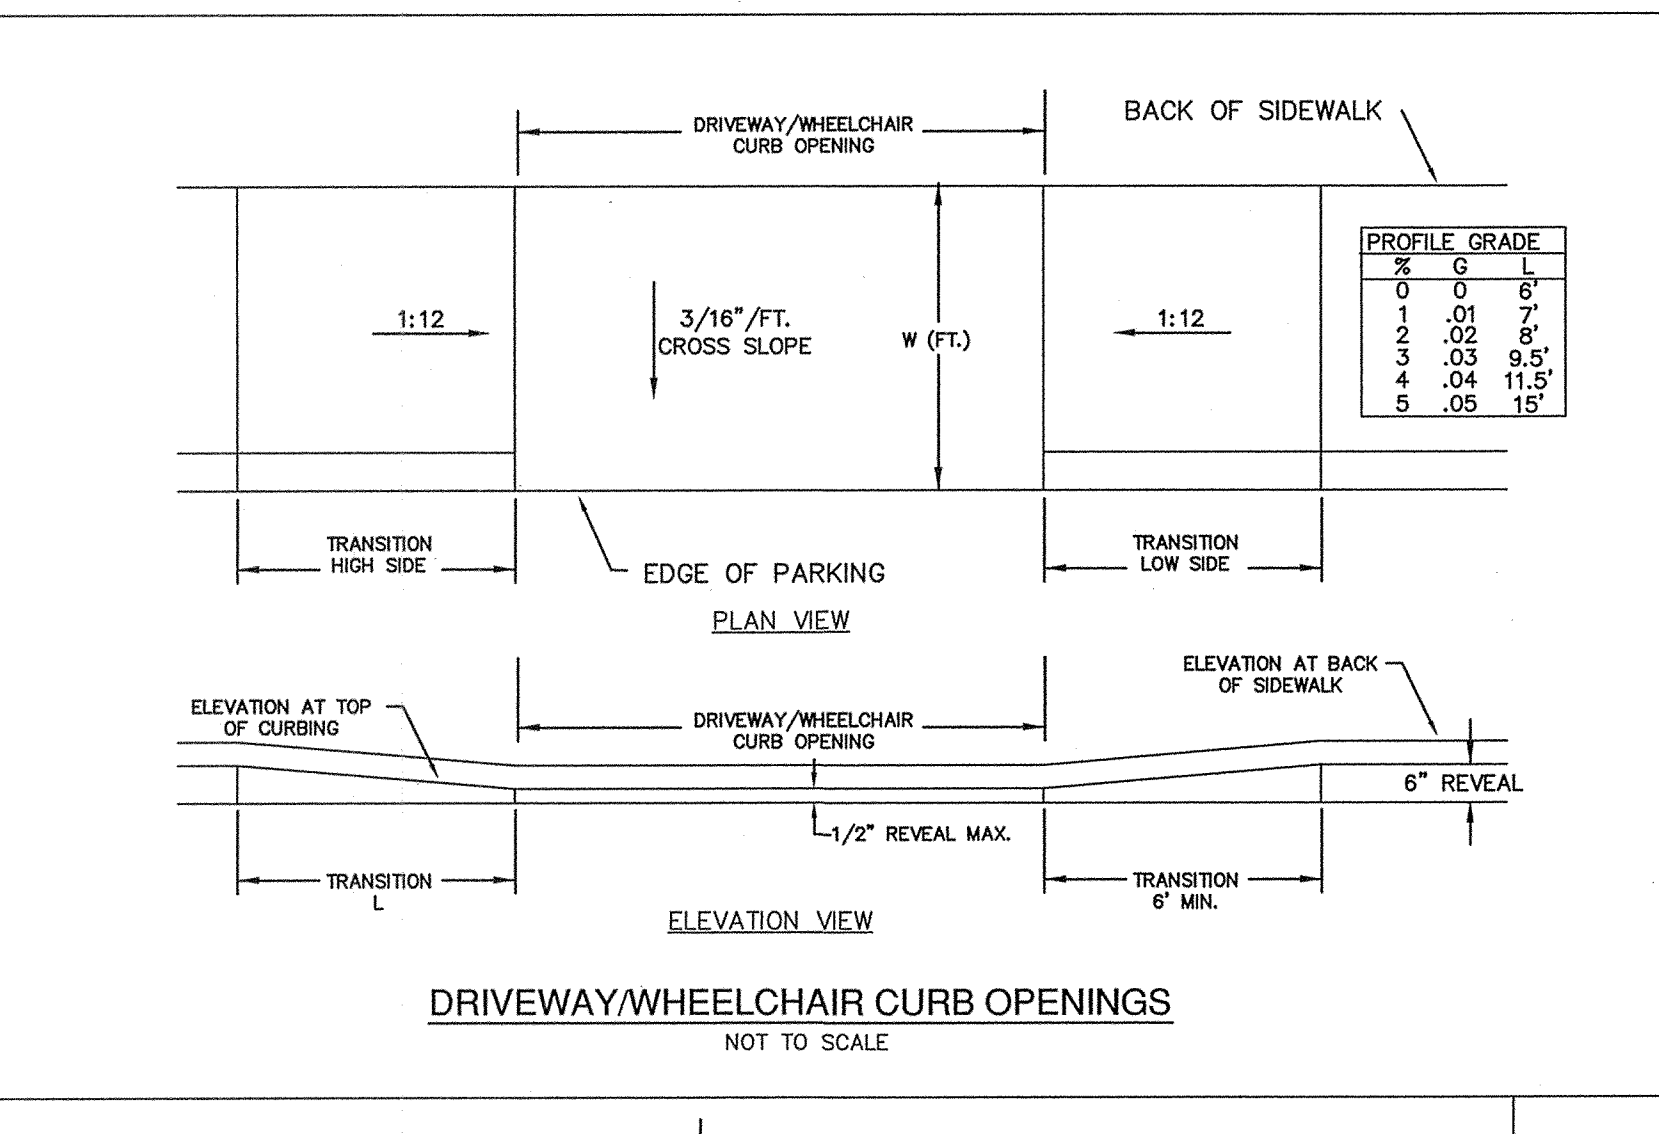 DRIVEWAY/WHEELCHAIR
CURB OPENING
BACK OF SIDEWALK
PROFILE GRADE
% G L
0 0 6'
1 .01 7'
2 .02 8'
3 .03 9.5'
4 .04 11.5'
5 .05 15'
1:12
3/16"/FT.
CROSS SLOPE
W (FT.)
1:12
TRANSITION
HIGH SIDE
EDGE OF PARKING
TRANSITION
LOW SIDE
PLAN VIEW
ELEVATION AT TOP
OF CURBING
DRIVEWAY/WHEELCHAIR
CURB OPENING
ELEVATION AT BACK
OF SIDEWALK
6" REVEAL
1/2" REVEAL MAX.
TRANSITION
L
TRANSITION
6' MIN.
ELEVATION VIEW
DRIVEWAY/WHEELCHAIR CURB OPENINGS
NOT TO SCALE